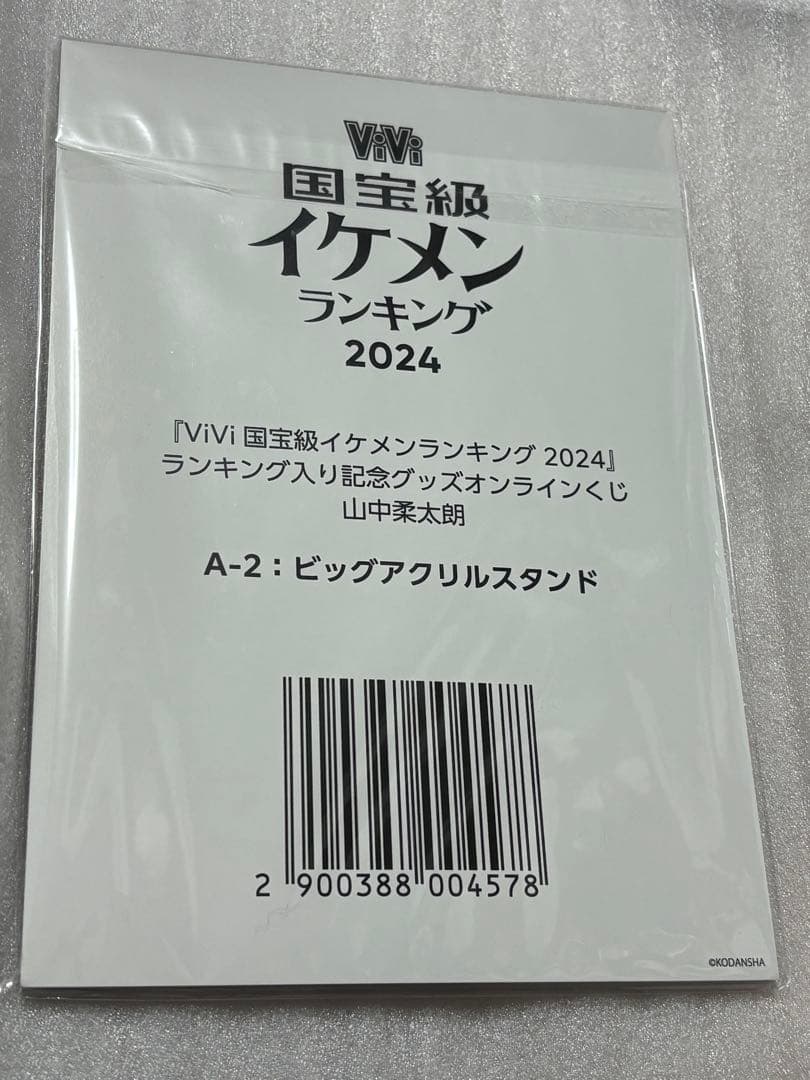 ViVi
国宝級
イケメン
ランキング
2024
『ViVi 国宝級イケメンランキング 2024』
ランキング入り記念グッズオンラインくじ
山中柔太朗
A-2：ビッグアクリルスタンド
2 900388 004578
©KODANSHA